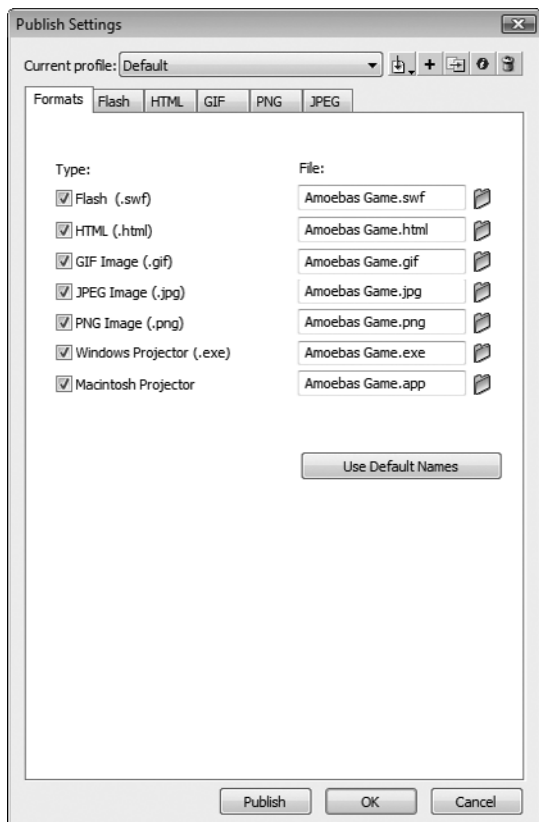 Publish Settings
Current profile: Default
Formats Flash HTML GIF PNG JPEG
Type: File:
Flash (.swf) Amoebas Game.swf
HTML (.html) Amoebas Game.html
GIF Image (.gif) Amoebas Game.gif
JPEG Image (.jpg) Amoebas Game.jpg
PNG Image (.png) Amoebas Game.png
Windows Projector (.exe) Amoebas Game.exe
Macintosh Projector Amoebas Game.app
Use Default Names
Publish OK Cancel